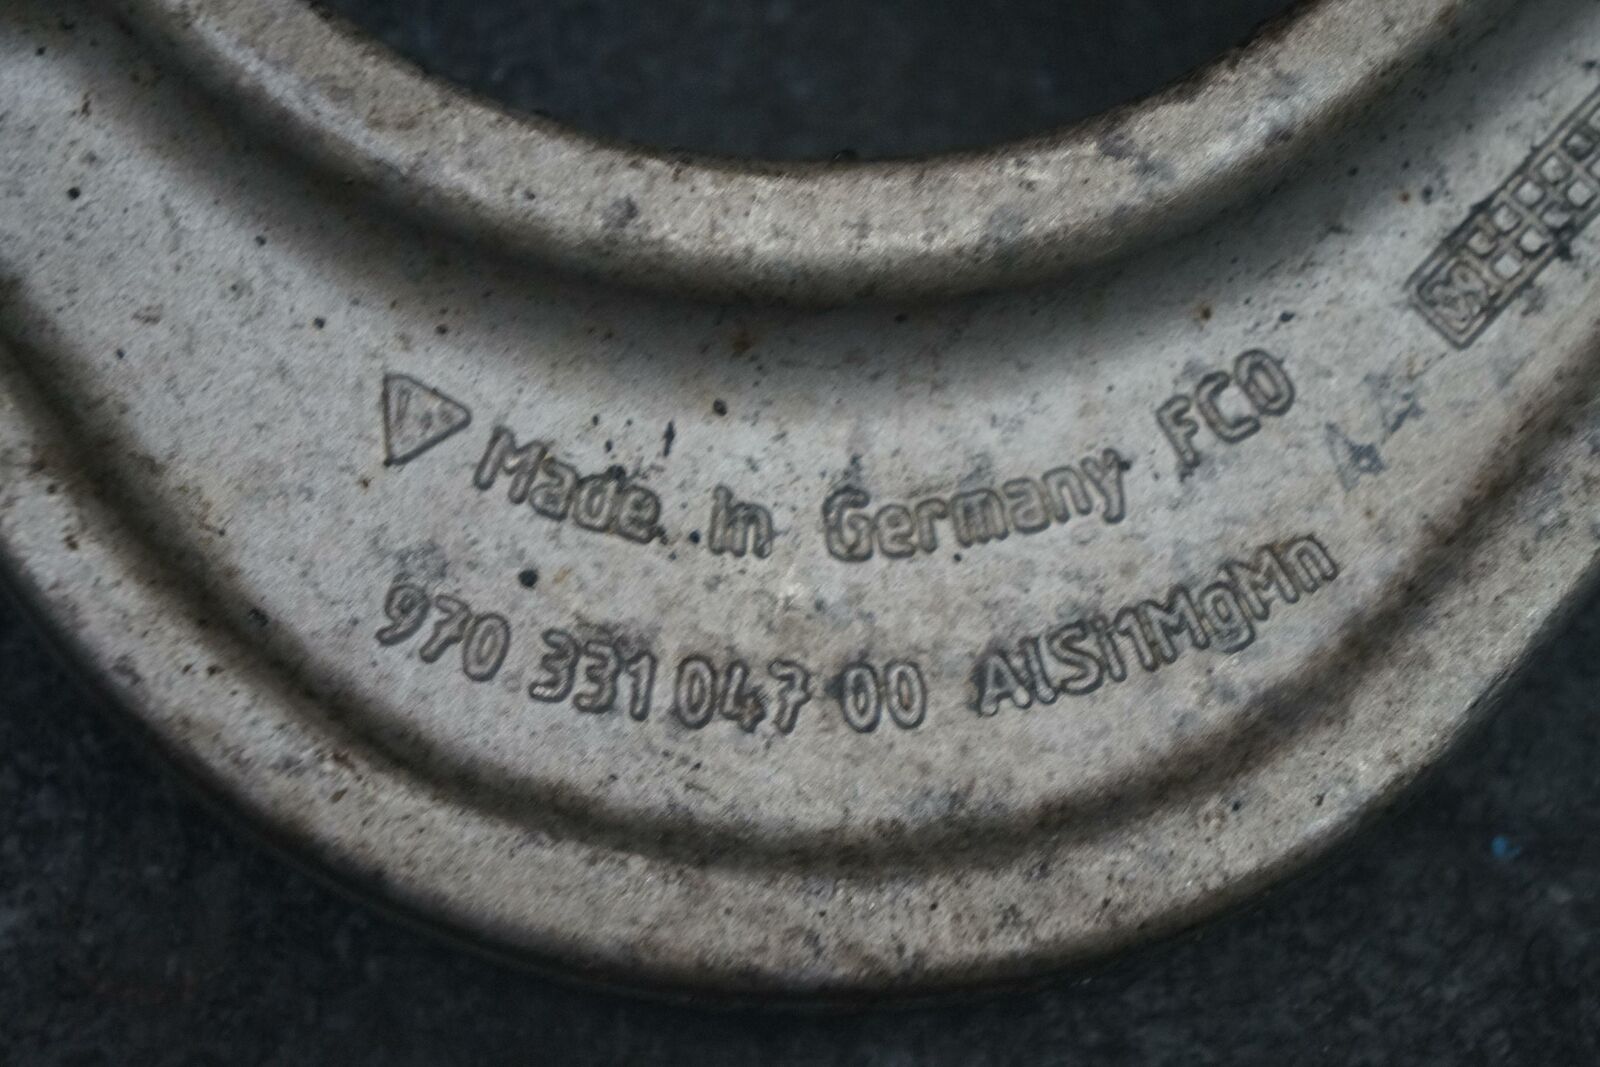 Made in Germany FCO
970 331 047 00 AlSi1MgMn